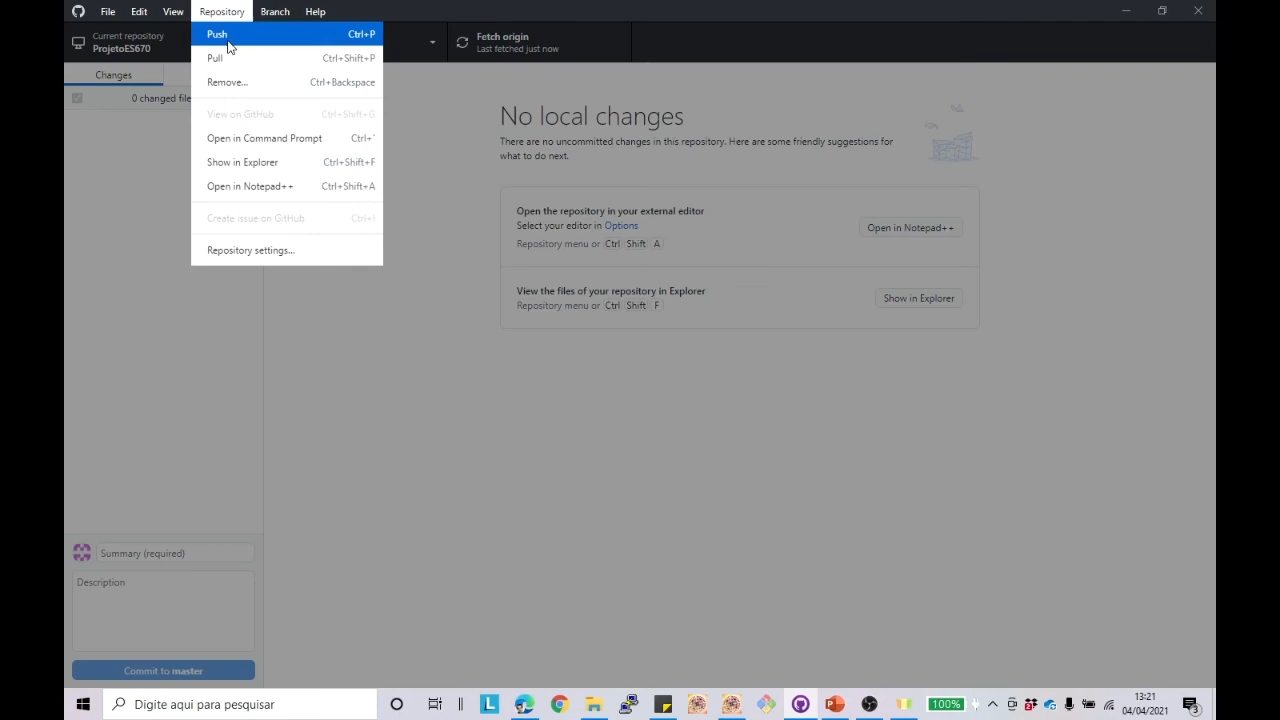 File Edit View Repository Branch Help
Current repository
ProjetoES670
Fetch origin
Last fetched just now
Push Ctrl+P
Pull Ctrl+Shift+P
Remove... Ctrl+Backspace
View on GitHub Ctrl+Shift+G
Open in Command Prompt Ctrl+`
Show in Explorer Ctrl+Shift+F
Open in Notepad++ Ctrl+Shift+A
Create issue on GitHub Ctrl+I
Repository settings...
Changes
0 changed file
No local changes
There are no uncommitted changes in this repository. Here are some friendly suggestions for
what to do next.
Open the repository in your external editor
Select your editor in Options
Repository menu or Ctrl Shift A
Open in Notepad++
View the files of your repository in Explorer
Repository menu or Ctrl Shift F
Show in Explorer
Summary (required)
Description
Commit to master
Digite aqui para pesquisar
L
100%
13:21
04/04/2021
3